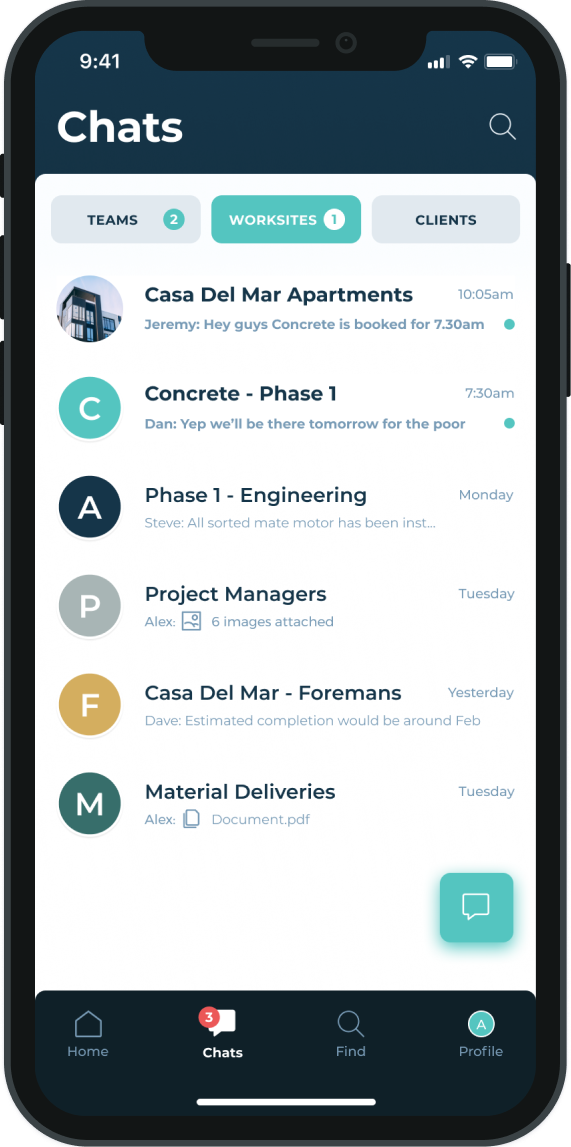 9:41
Chats
TEAMS 2 WORKSITES 1 CLIENTS
Casa Del Mar Apartments 10:05am
Jeremy: Hey guys Concrete is booked for 7.30am
C Concrete - Phase 1 7:30am
Dan: Yep we'll be there tomorrow for the poor
A Phase 1 - Engineering Monday
Steve: All sorted mate motor has been inst...
P Project Managers Tuesday
Alex: 6 images attached
F Casa Del Mar - Foremans Yesterday
Dave: Estimated completion would be around Feb
M Material Deliveries Tuesday
Alex: Document.pdf
3 A
Home Chats Find Profile